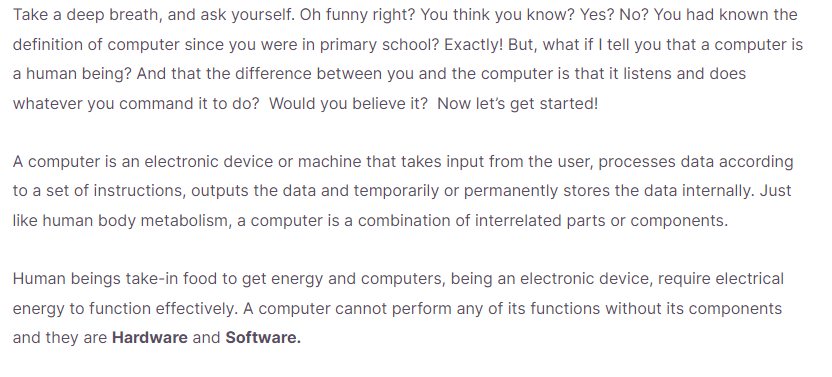 Take a deep breath, and ask yourself. Oh funny right? You think you know? Yes? No? You had known the
definition of computer since you were in primary school? Exactly! But, what if I tell you that a computer is
a human being? And that the difference between you and the computer is that it listens and does
whatever you command it to do?  Would you believe it?  Now let's get started!

A computer is an electronic device or machine that takes input from the user, processes data according
to a set of instructions, outputs the data and temporarily or permanently stores the data internally. Just
like human body metabolism, a computer is a combination of interrelated parts or components.

Human beings take-in food to get energy and computers, being an electronic device, require electrical
energy to function effectively. A computer cannot perform any of its functions without its components
and they are Hardware and Software.